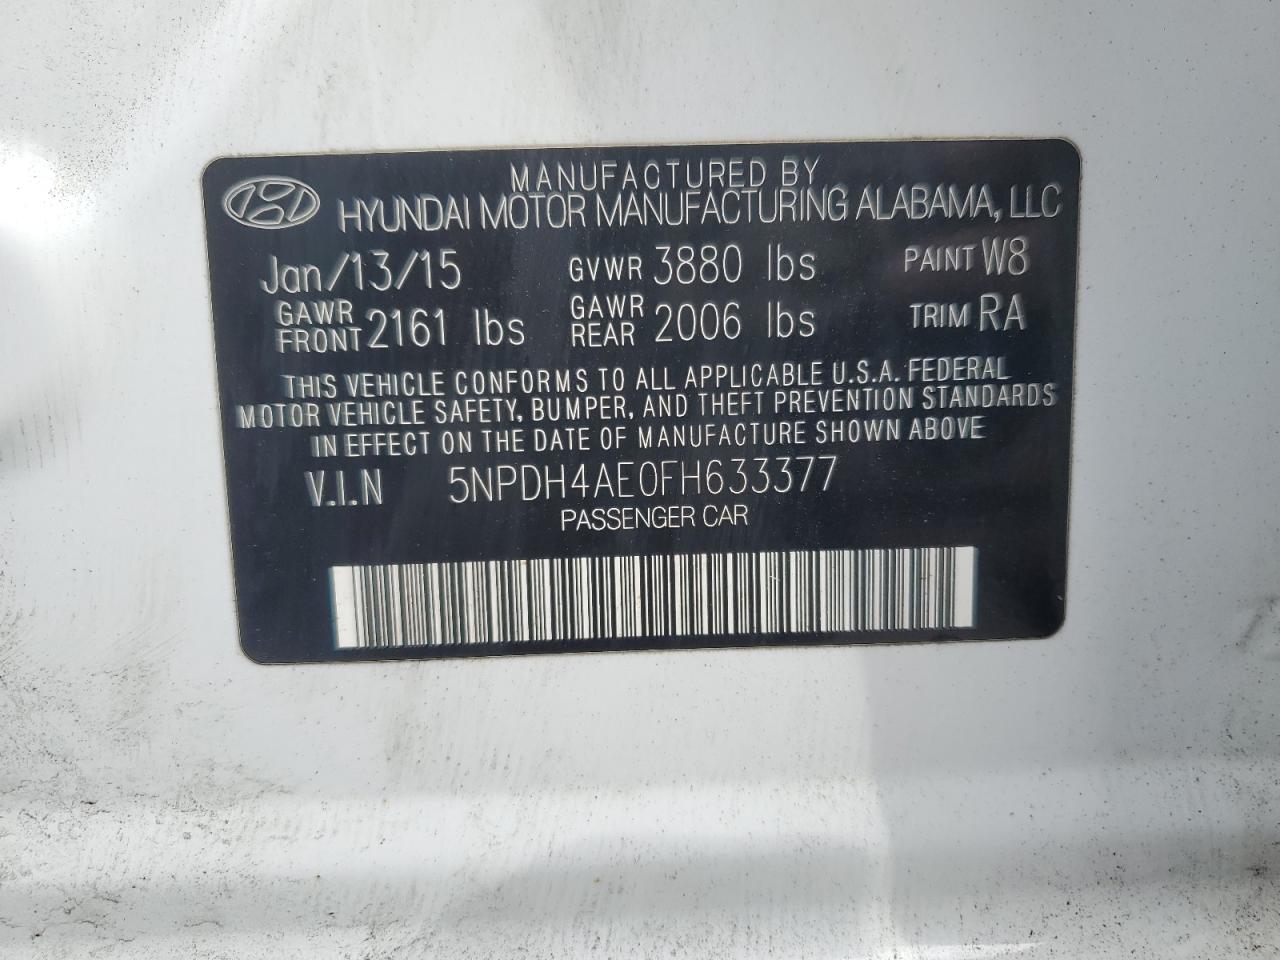 MANUFACTURED BY
HYUNDAI MOTOR MANUFACTURING ALABAMA, LLC
Jan/13/15 GVWR 3880 lbs PAINT W8
GAWR FRONT 2161 lbs GAWR REAR 2006 lbs TRIM RA
THIS VEHICLE CONFORMS TO ALL APPLICABLE U.S.A. FEDERAL
MOTOR VEHICLE SAFETY, BUMPER, AND THEFT PREVENTION STANDARDS
IN EFFECT ON THE DATE OF MANUFACTURE SHOWN ABOVE
V.I.N 5NPDH4AE0FH633377
PASSENGER CAR